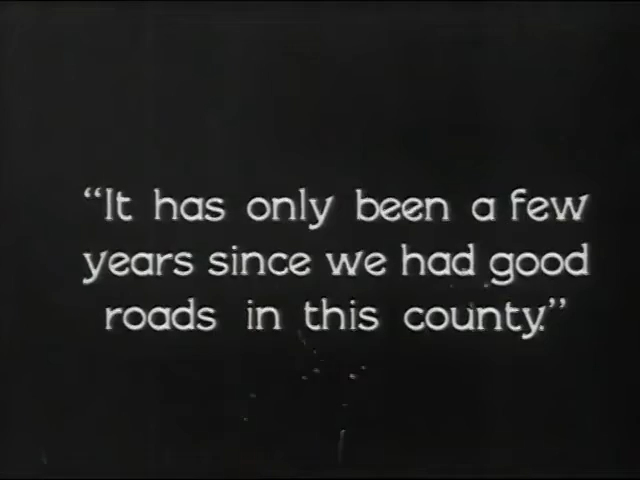 “It has only been a few
years since we had good
roads in this county.”